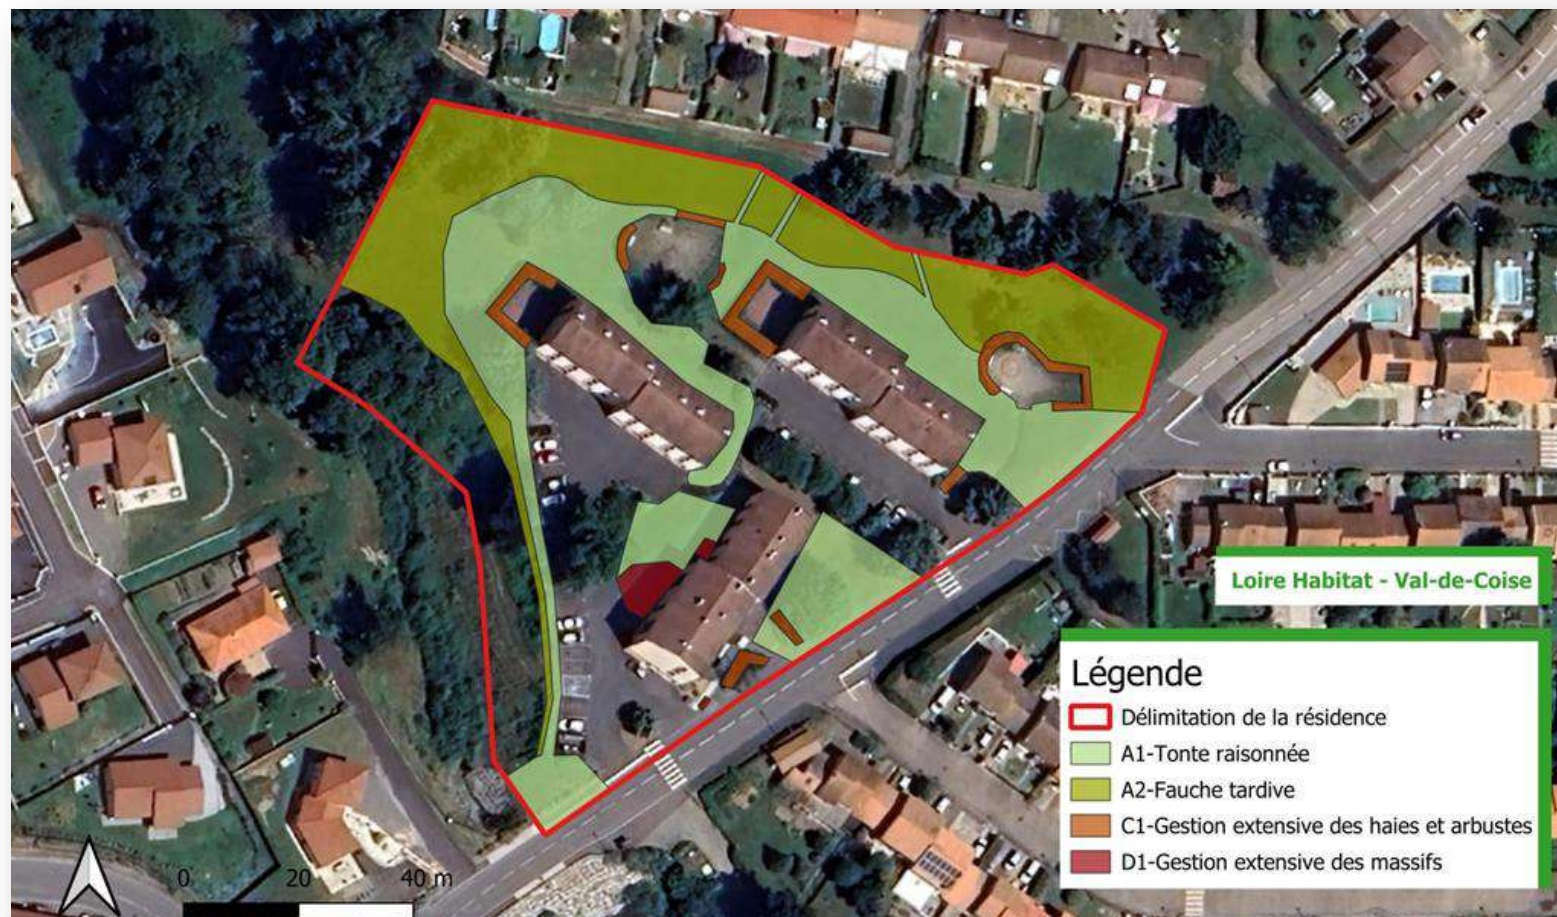 Loire Habitat - Val-de-Coise
Légende
Délimitation de la résidence
A1-Tonte raisonnée
A2-Fauche tardive
C1-Gestion extensive des haies et arbustes
D1-Gestion extensive des massifs
0 20 40 m